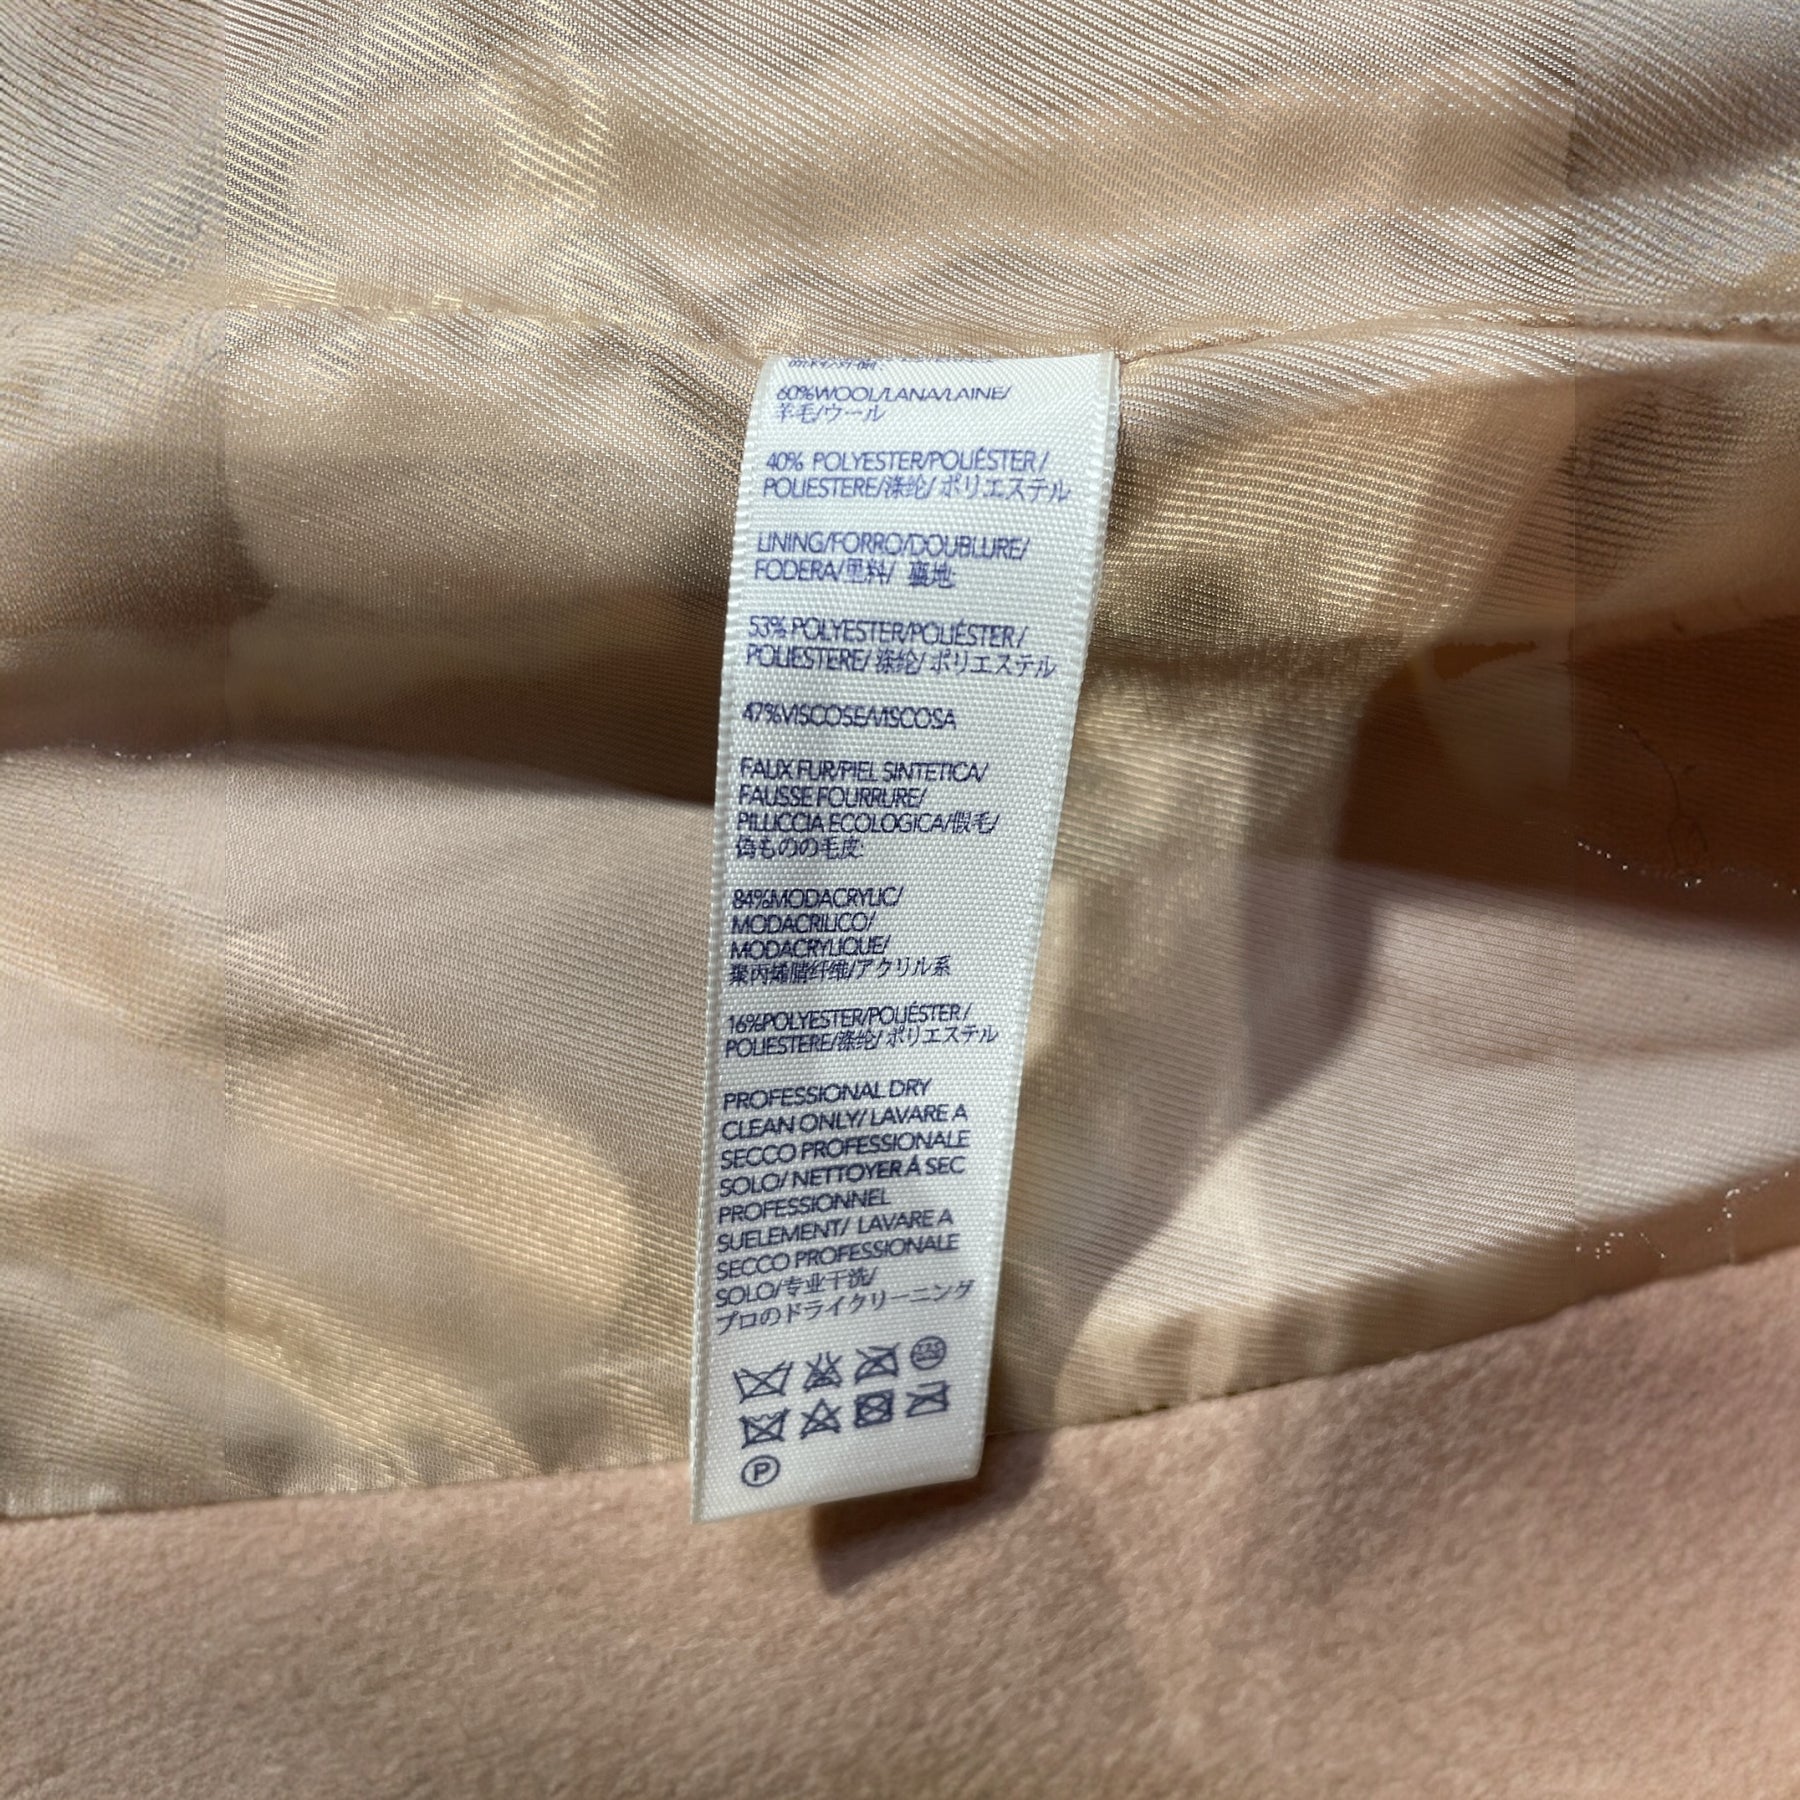 60%WOOL/LANA/LAINE/
羊毛/ウール
40% POLYESTER/POLIÉSTER/
POLIESTERE/涤纶/ポリエステル
LINING/FORRO/DOUBLURE/
FODERA/里料/ 裏地:
53% POLYESTER/POLIÉSTER/
POLIESTERE/涤纶/ポリエステル
47%VISCOSE/VISCOSA
FAUX FUR/PIEL SINTETICA/
FAUSSE FOURRURE/
PILLICCIA ECOLOGICA/假毛/
偽ものの毛皮:
84%MODACRYLIC/
MODACRILICO/
MODACRYLIQUE/
聚丙烯腈纤维/アクリル系
16%POLYESTER/POLIÉSTER/
POLIESTERE/涤纶/ポリエステル
PROFESSIONAL DRY
CLEAN ONLY/ LAVARE A
SECCO PROFESSIONALE
SOLO/ NETTOYER Á SEC
PROFESSIONNEL
SUELEMENT/ LAVARE A
SECCO PROFESSIONALE
SOLO/专业干洗/
プロのドライクリーニング
P